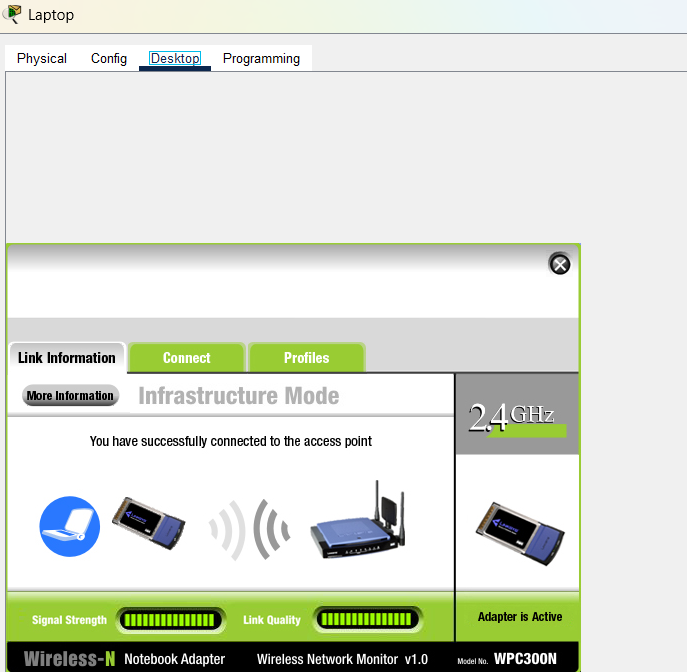 Laptop
Physical Config Desktop Programming
Link Information Connect Profiles
More Information Infrastructure Mode
2.4GHz
You have successfully connected to the access point
Signal Strength Link Quality Adapter is Active
Wireless-N Notebook Adapter Wireless Network Monitor v1.0 Model No. WPC300N